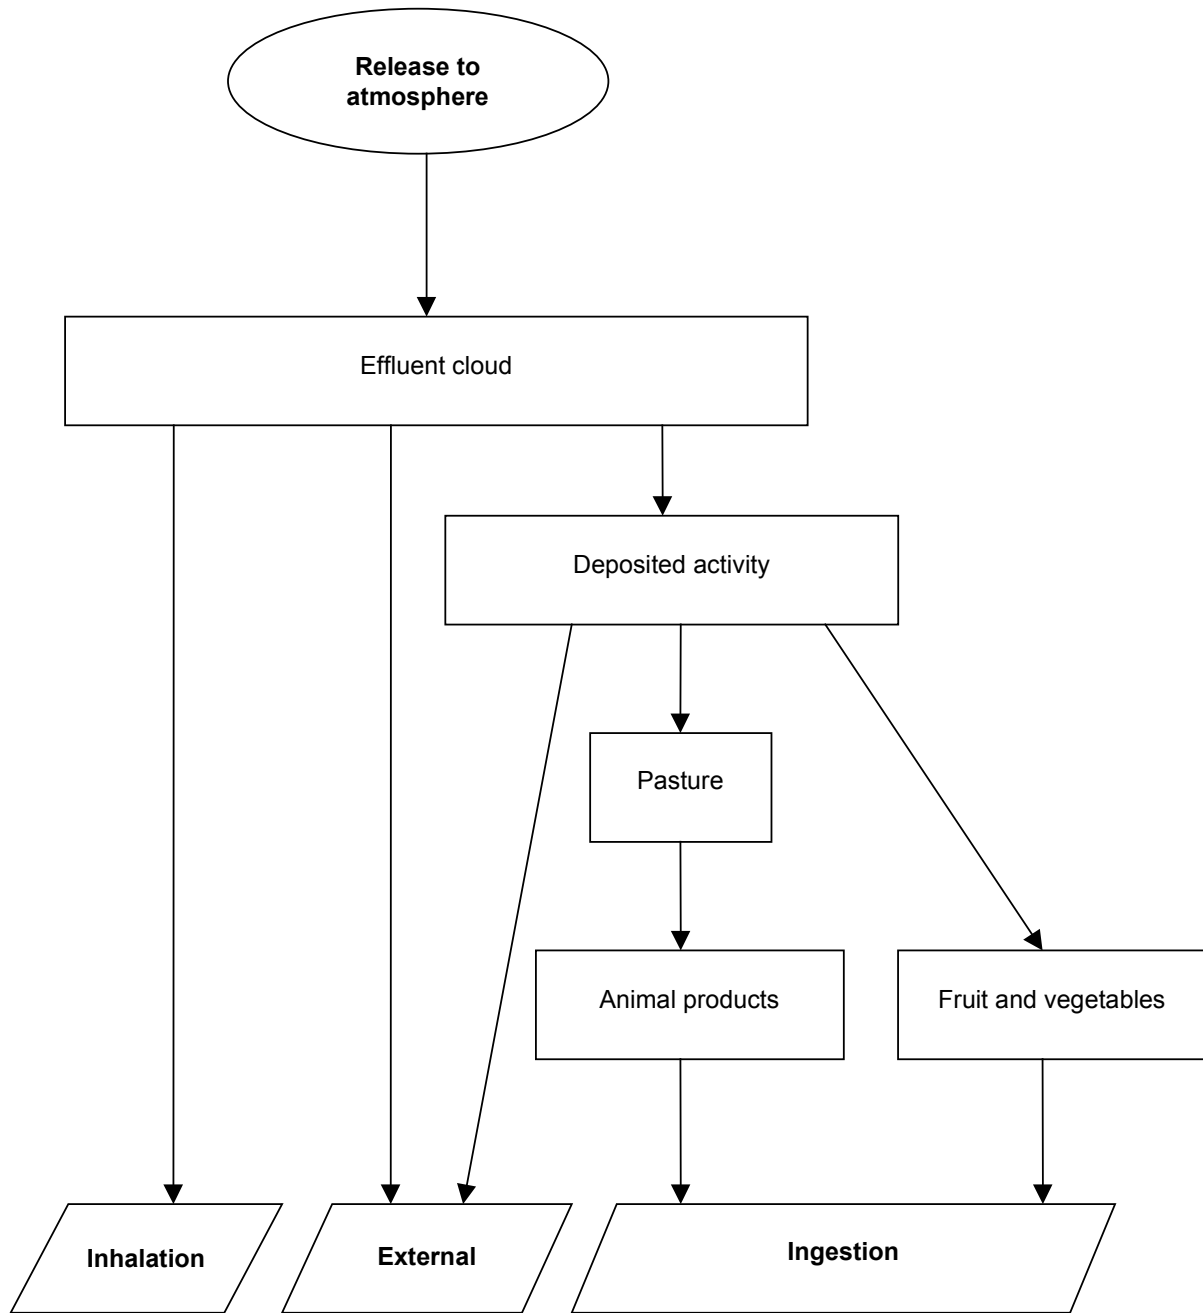 Release to
atmosphere
Effluent cloud
Deposited activity
Pasture
Animal products
Fruit and vegetables
Inhalation
External
Ingestion